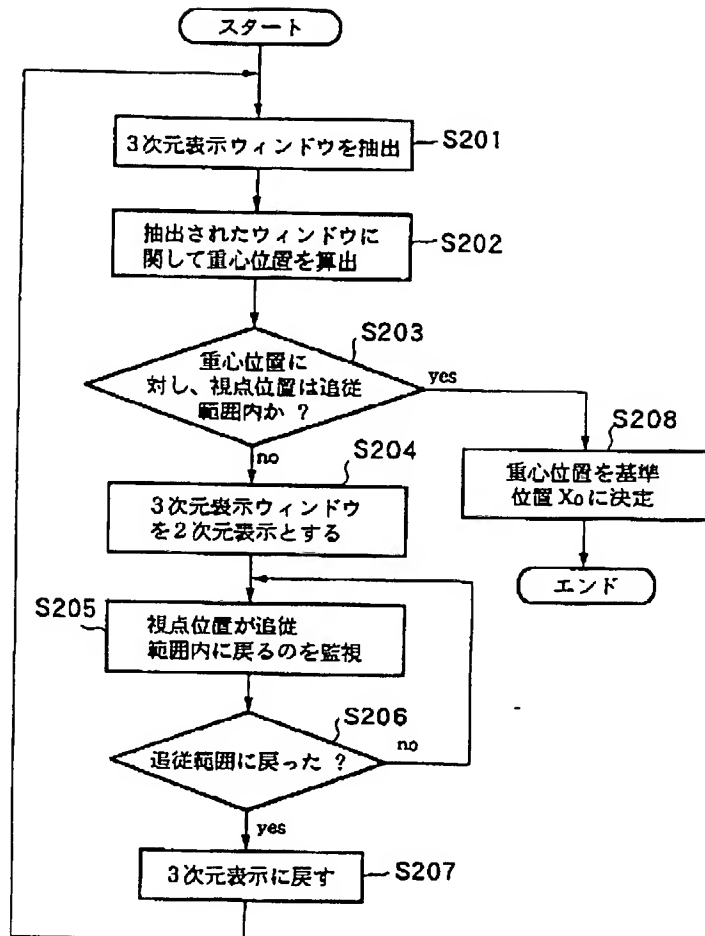 スタート
3次元表示ウィンドウを抽出
S201
抽出されたウィンドウに
関して重心位置を算出
S202
S203
重心位置に
対し、視点位置は追従
範囲内か ?
yes
no
S208
重心位置を基準
位置 X₀ に決定
エンド
S204
3次元表示ウィンドウ
を2次元表示とする
S205
視点位置が追従
範囲内に戻るのを監視
S206
追従範囲に戻った ?
no
yes
3次元表示に戻す
S207